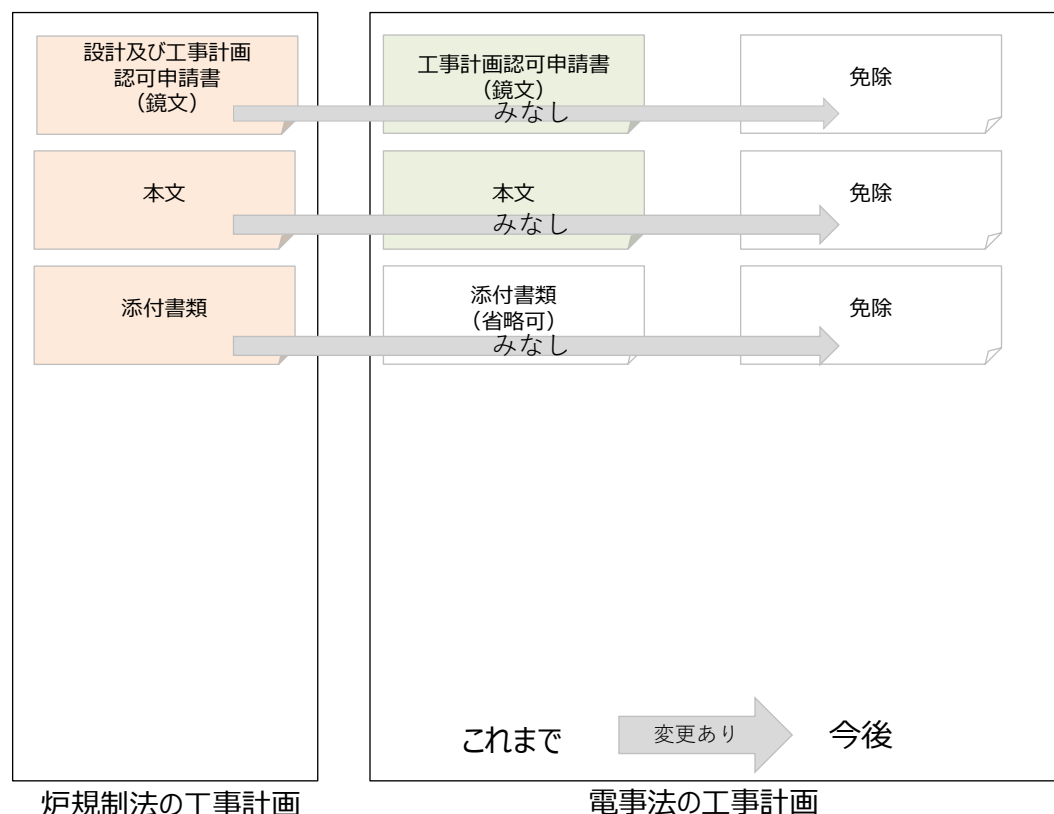 設計及び工事計画
認可申請書
（鏡文）
工事計画認可申請書
（鏡文）
みなし
免除
本文
本文
みなし
免除
添付書類
添付書類
（省略可）
みなし
免除
これまで
変更あり
今後
炉規制法の工事計画
電事法の工事計画